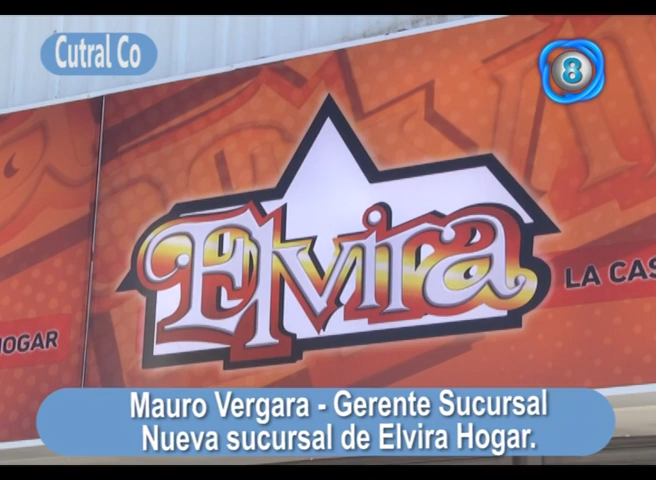 Cutral Co
8
Elvira
LA CAS
HOGAR
Mauro Vergara - Gerente Sucursal
Nueva sucursal de Elvira Hogar.